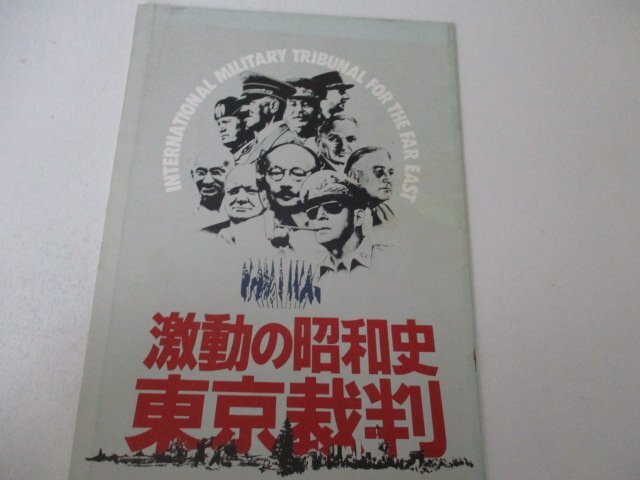 INTERNATIONAL MILITARY TRIBUNAL FOR THE FAR EAST
激動の昭和史
東京裁判